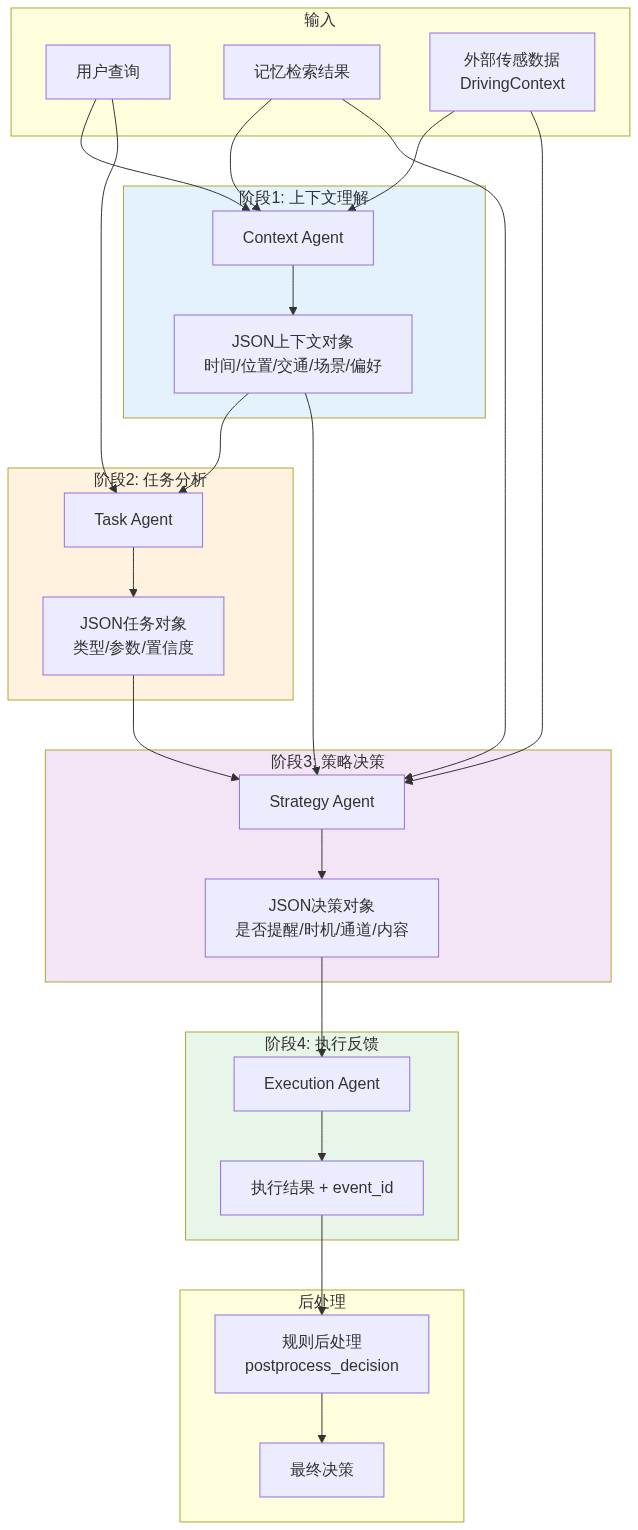 输入
用户查询
记忆检索结果
外部传感数据
DrivingContext
阶段1: 上下文理解
Context Agent
JSON上下文对象
时间/位置/交通/场景/偏好
阶段2: 任务分析
Task Agent
JSON任务对象
类型/参数/置信度
阶段3: 策略决策
Strategy Agent
JSON决策对象
是否提醒/时机/通道/内容
阶段4: 执行反馈
Execution Agent
执行结果 + event_id
后处理
规则后处理
postprocess_decision
最终决策